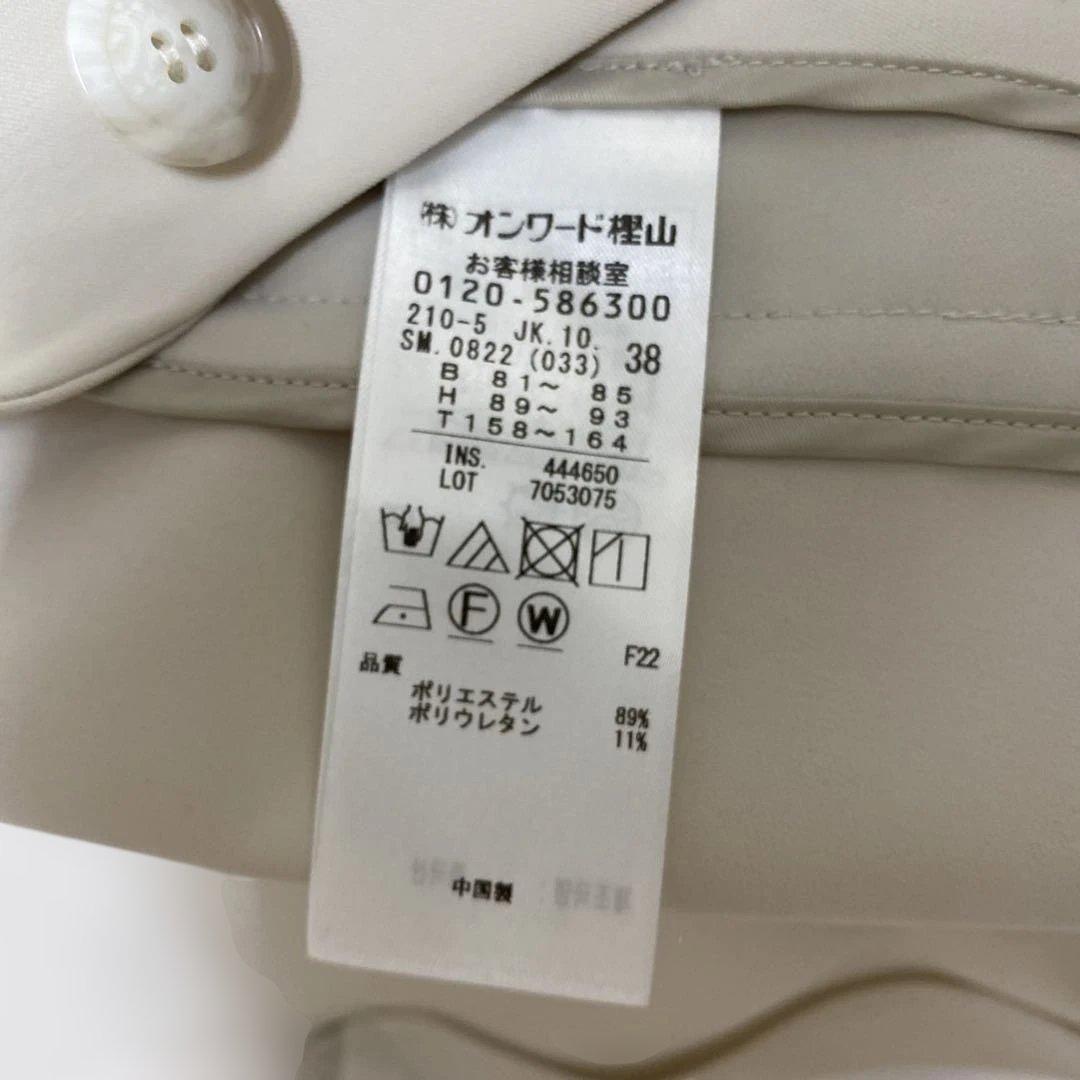 (株)オンワード樫山
お客様相談室
0120-586300
210-5 JK.10. 38
SM.0822 (033)
B 81～ 85
H 89～ 93
T158～164
INS. 444650
LOT 7053075
F
W
F22
品質
ポリエステル 89%
ポリウレタン 11%
中国製